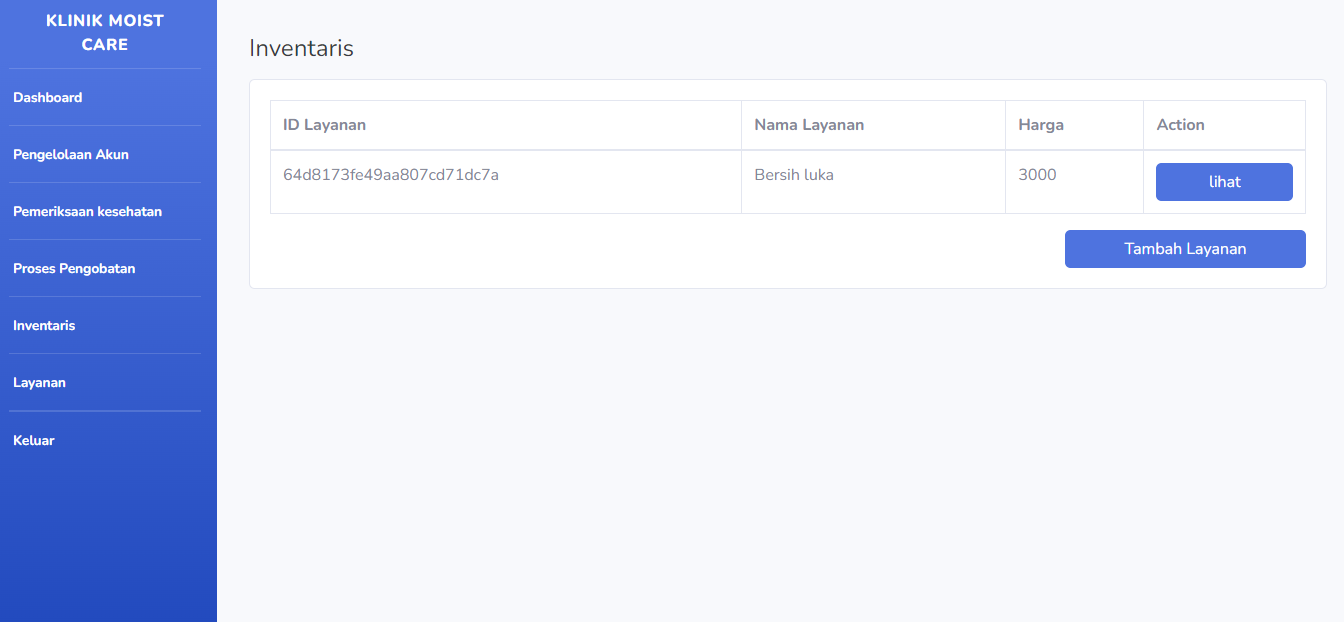 KLINIK MOIST
CARE
Dashboard
Pengelolaan Akun
Pemeriksaan kesehatan
Proses Pengobatan
Inventaris
Layanan
Keluar
Inventaris
ID Layanan Nama Layanan Harga Action
64d8173fe49aa807cd71dc7a Bersih luka 3000 lihat
Tambah Layanan